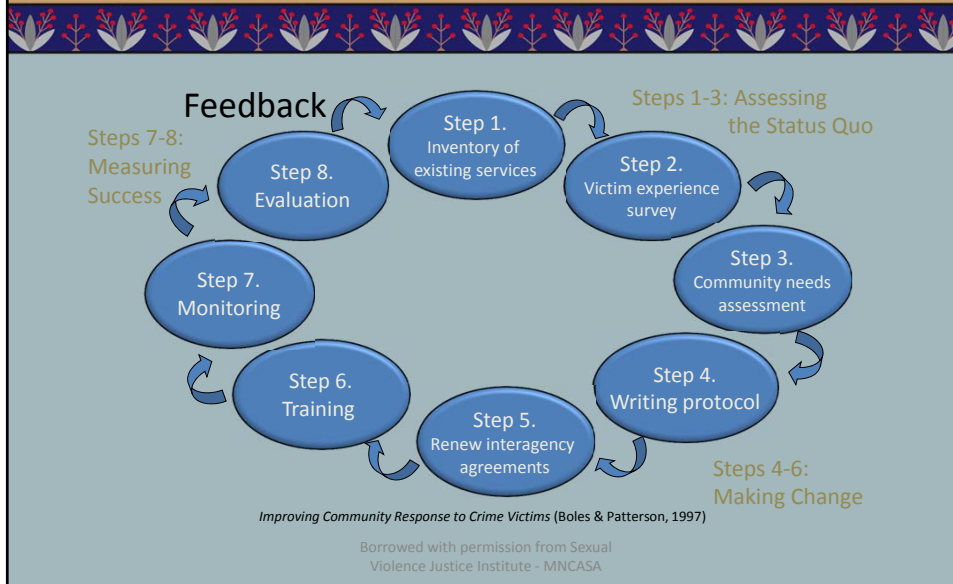 Feedback
Steps 1-3: Assessing
the Status Quo
Steps 7-8:
Measuring
Success
Step 1.
Inventory of
existing services
Step 2.
Victim experience
survey
Step 3.
Community needs
assessment
Step 4.
Writing protocol
Step 5.
Renew interagency
agreements
Step 6.
Training
Step 7.
Monitoring
Step 8.
Evaluation
Steps 4-6:
Making Change
Improving Community Response to Crime Victims (Boles & Patterson, 1997)
Borrowed with permission from Sexual
Violence Justice Institute - MNCASA